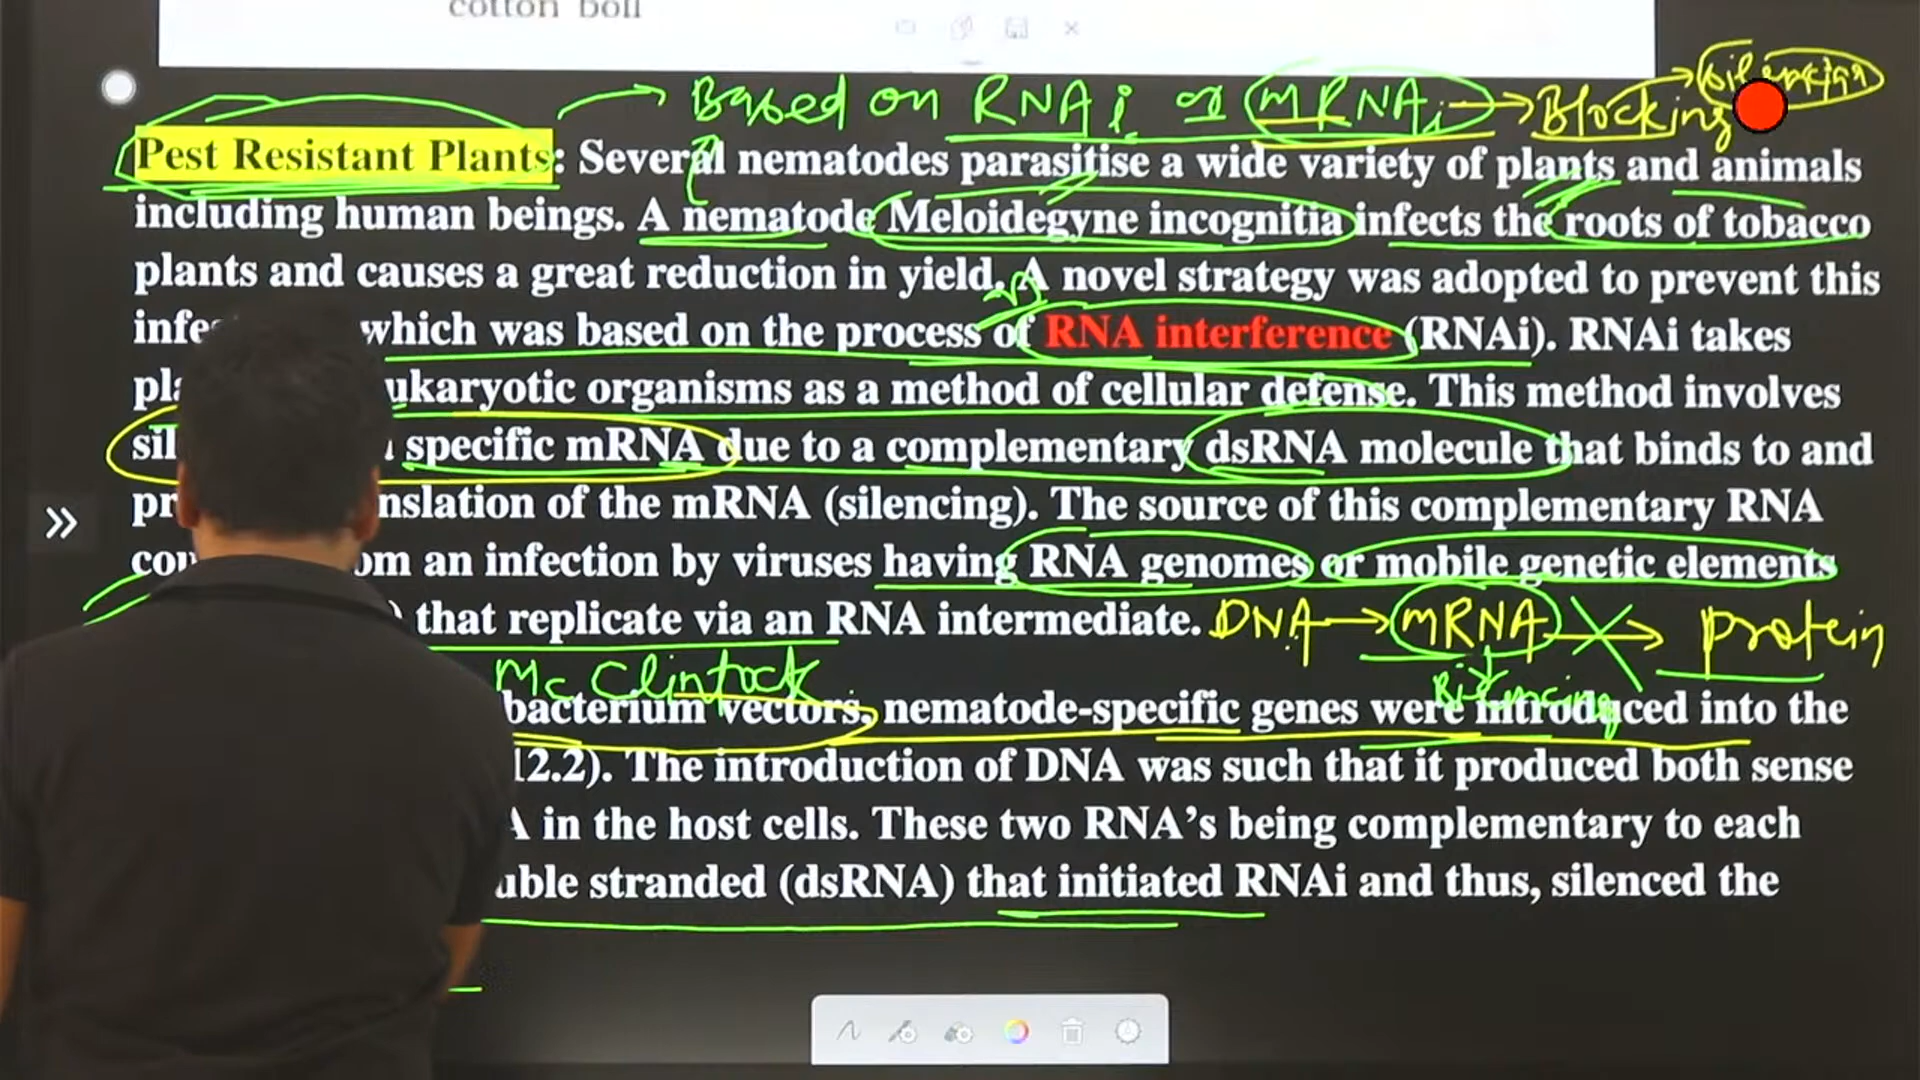 cotton boll
Based on RNAi or mRNAi → Blocking → silencing
Pest Resistant Plants: Several nematodes parasitise a wide variety of plants and animals
including human beings. A nematode Meloidegyne incognitia infects the roots of tobacco
plants and causes a great reduction in yield. A novel strategy was adopted to prevent this
infe which was based on the process of RNA interference (RNAi). RNAi takes
pla ukaryotic organisms as a method of cellular defense. This method involves
sil specific mRNA due to a complementary dsRNA molecule that binds to and
pr nslation of the mRNA (silencing). The source of this complementary RNA
cou om an infection by viruses having RNA genomes or mobile genetic elements
) that replicate via an RNA intermediate. DNA → mRNA → protein
Mc Clintock silencing
bacterium vectors, nematode-specific genes were introduced into the
12.2). The introduction of DNA was such that it produced both sense
A in the host cells. These two RNA's being complementary to each
uble stranded (dsRNA) that initiated RNAi and thus, silenced the